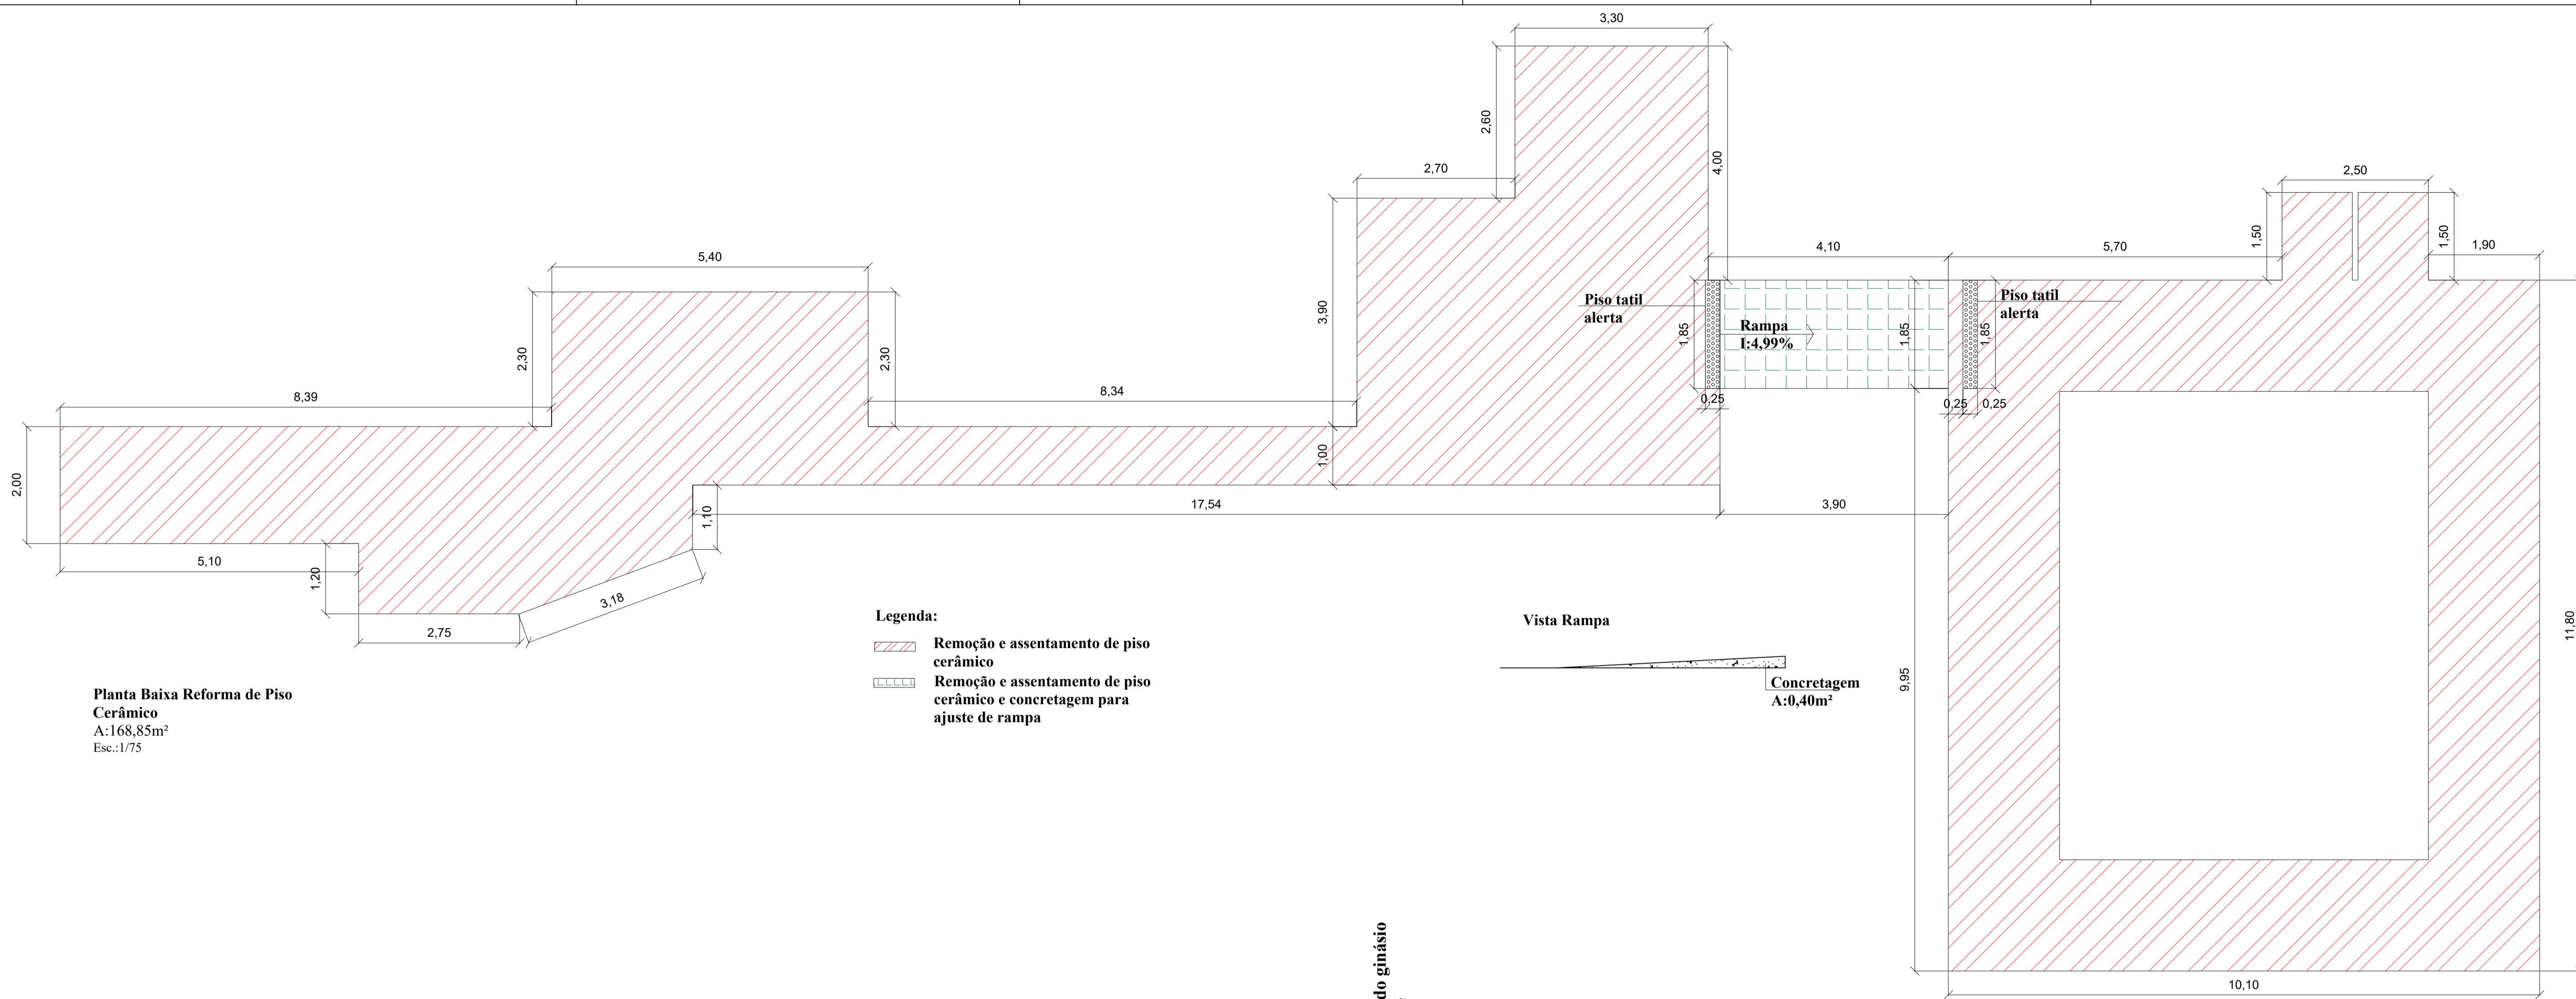 3,30
2,60
4,00
2,70
2,50
1,50
1,50
1,90
4,10
5,70
5,40
2,30
2,30
3,90
Piso tatil
alerta
1,85
Rampa
I:4,99%
1,85
1,85
Piso tatil
alerta
8,39
8,34
0,25
0,25
0,25
2,00
1,00
17,54
3,90
1,10
5,10
1,20
3,18
2,75
11,80
9,95
10,10
Legenda:
Remoção e assentamento de piso
cerâmico
Remoção e assentamento de piso
cerâmico e concretagem para
ajuste de rampa
Vista Rampa
Concretagem
A:0,40m²
Planta Baixa Reforma de Piso
Cerâmico
A:168,85m²
Esc.:1/75
do ginásio